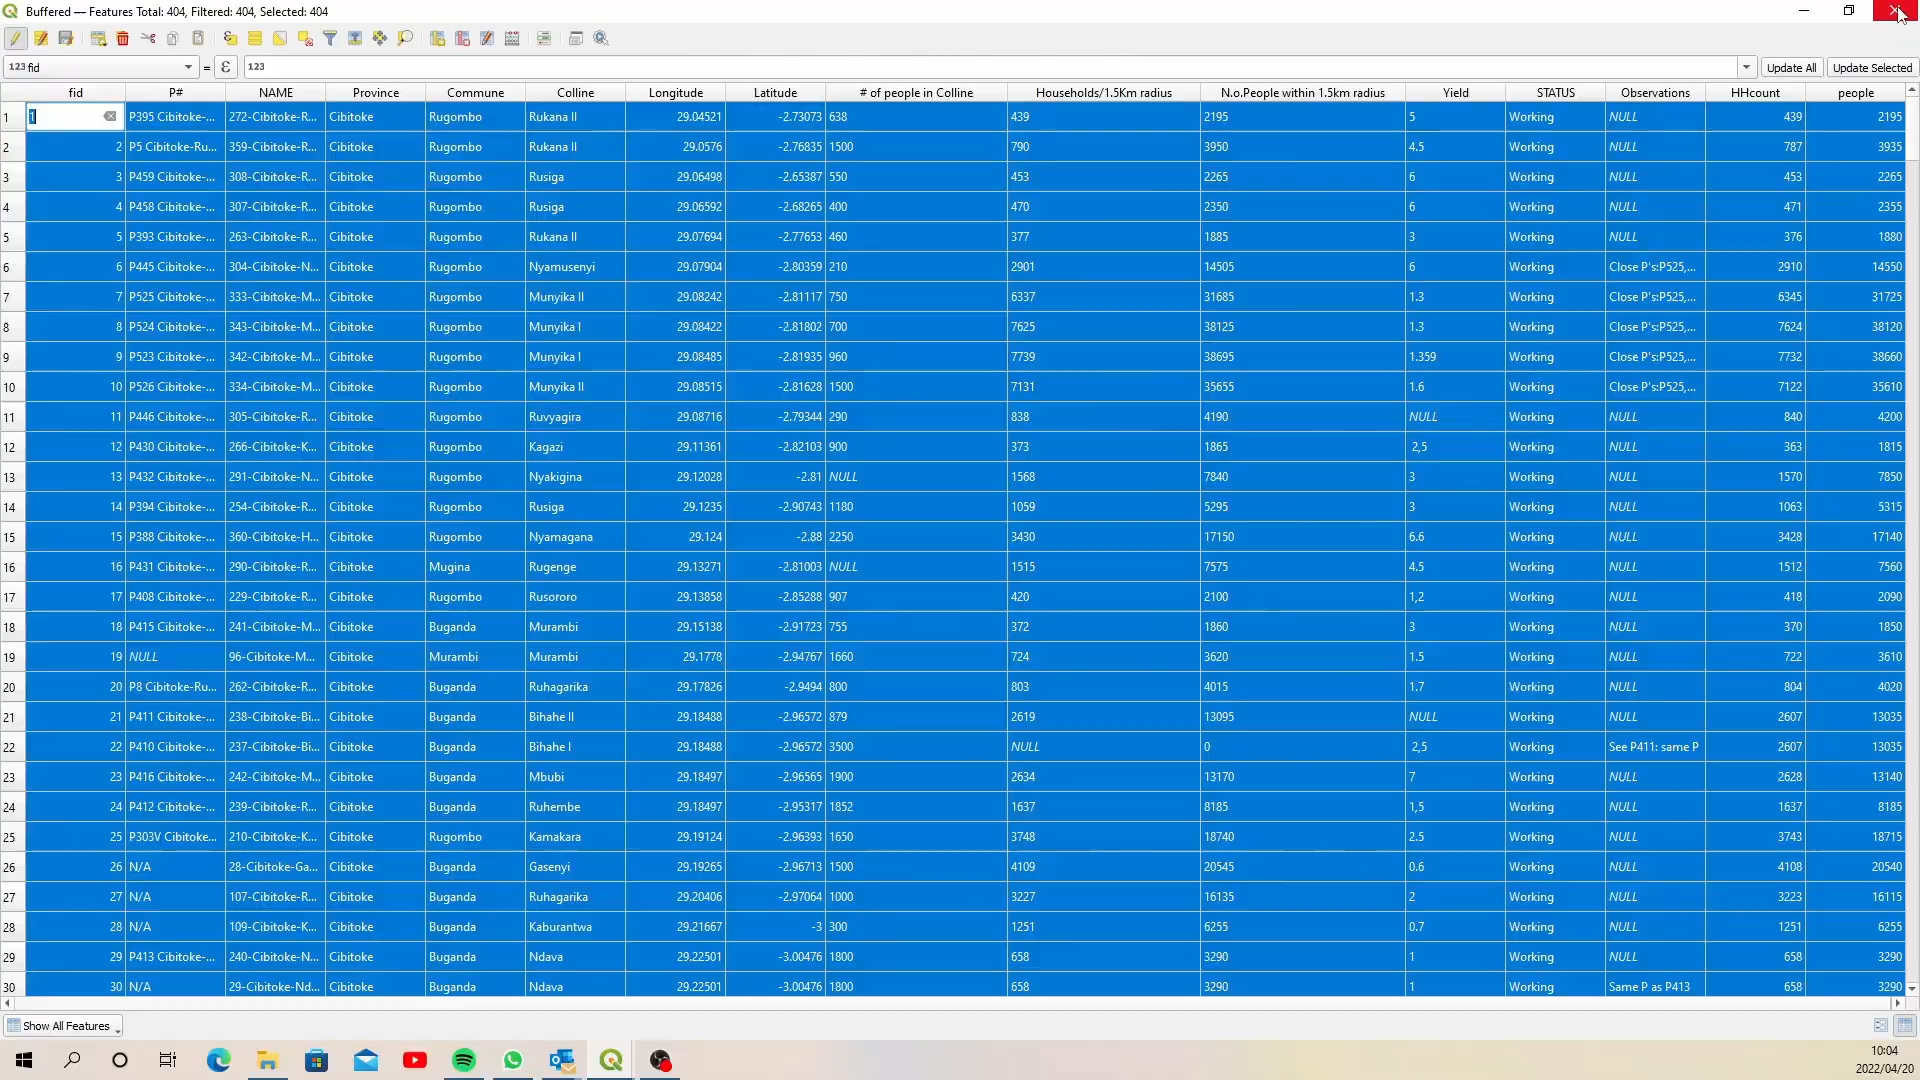 Buffered — Features Total: 404, Filtered: 404, Selected: 404
123 fid = ε 123 Update All Update Selected
fid P# NAME Province Commune Colline Longitude Latitude # of people in Colline Households/1.5Km radius N.o.People within 1.5km radius Yield STATUS Observations HHcount people
1 1 P395 Cibitoke-... 272-Cibitoke-R... Cibitoke Rugombo Rukana II 29.04521 -2.73073 638 439 2195 5 Working NULL 439 2195
2 2 P5 Cibitoke-Ru... 359-Cibitoke-R... Cibitoke Rugombo Rukana II 29.0576 -2.76835 1500 790 3950 4.5 Working NULL 787 3935
3 3 P459 Cibitoke-... 308-Cibitoke-R... Cibitoke Rugombo Rusiga 29.06498 -2.65387 550 453 2265 6 Working NULL 453 2265
4 4 P458 Cibitoke-... 307-Cibitoke-R... Cibitoke Rugombo Rusiga 29.06592 -2.68265 400 470 2350 6 Working NULL 471 2355
5 5 P393 Cibitoke-... 263-Cibitoke-R... Cibitoke Rugombo Rukana II 29.07694 -2.77653 460 377 1885 3 Working NULL 376 1880
6 6 P445 Cibitoke-... 304-Cibitoke-N... Cibitoke Rugombo Nyamusenyi 29.07904 -2.80359 210 2901 14505 6 Working Close P's:P525,... 2910 14550
7 7 P525 Cibitoke-... 333-Cibitoke-M... Cibitoke Rugombo Munyika II 29.08242 -2.81117 750 6337 31685 1.3 Working Close P's:P525,... 6345 31725
8 8 P524 Cibitoke-... 343-Cibitoke-M... Cibitoke Rugombo Munyika I 29.08422 -2.81802 700 7625 38125 1.3 Working Close P's:P525,... 7624 38120
9 9 P523 Cibitoke-... 342-Cibitoke-M... Cibitoke Rugombo Munyika I 29.08485 -2.81935 960 7739 38695 1.359 Working Close P's:P525,... 7732 38660
10 10 P526 Cibitoke-... 334-Cibitoke-M... Cibitoke Rugombo Munyika II 29.08515 -2.81628 1500 7131 35655 1.6 Working Close P's:P525,... 7122 35610
11 11 P446 Cibitoke-... 305-Cibitoke-R... Cibitoke Rugombo Ruvyagira 29.08716 -2.79344 290 838 4190 NULL Working NULL 840 4200
12 12 P430 Cibitoke-... 266-Cibitoke-K... Cibitoke Rugombo Kagazi 29.11361 -2.82103 900 373 1865 2,5 Working NULL 363 1815
13 13 P432 Cibitoke-... 291-Cibitoke-N... Cibitoke Rugombo Nyakigina 29.12028 -2.81 NULL 1568 7840 3 Working NULL 1570 7850
14 14 P394 Cibitoke-... 254-Cibitoke-R... Cibitoke Rugombo Rusiga 29.1235 -2.90743 1180 1059 5295 3 Working NULL 1063 5315
15 15 P388 Cibitoke-... 360-Cibitoke-H... Cibitoke Rugombo Nyamagana 29.124 -2.88 2250 3430 17150 6.6 Working NULL 3428 17140
16 16 P431 Cibitoke-... 290-Cibitoke-R... Cibitoke Mugina Rugenge 29.13271 -2.81003 NULL 1515 7575 4.5 Working NULL 1512 7560
17 17 P408 Cibitoke-... 229-Cibitoke-R... Cibitoke Rugombo Rusororo 29.13858 -2.85288 907 420 2100 1,2 Working NULL 418 2090
18 18 P415 Cibitoke-... 241-Cibitoke-M... Cibitoke Buganda Murambi 29.15138 -2.91723 755 372 1860 3 Working NULL 370 1850
19 19 NULL 96-Cibitoke-M... Cibitoke Murambi Murambi 29.1778 -2.94767 1660 724 3620 1.5 Working NULL 722 3610
20 20 P8 Cibitoke-Ru... 262-Cibitoke-R... Cibitoke Buganda Ruhagarika 29.17826 -2.9494 800 803 4015 1.7 Working NULL 804 4020
21 21 P411 Cibitoke-... 238-Cibitoke-Bi... Cibitoke Buganda Bihahe II 29.18488 -2.96572 879 2619 13095 NULL Working NULL 2607 13035
22 22 P410 Cibitoke-... 237-Cibitoke-Bi... Cibitoke Buganda Bihahe I 29.18488 -2.96572 3500 NULL 0 2,5 Working See P411: same P 2607 13035
23 23 P416 Cibitoke-... 242-Cibitoke-M... Cibitoke Buganda Mbubi 29.18497 -2.96565 1900 2634 13170 7 Working NULL 2628 13140
24 24 P412 Cibitoke-... 239-Cibitoke-R... Cibitoke Buganda Ruhembe 29.18497 -2.95317 1852 1637 8185 1,5 Working NULL 1637 8185
25 25 P303V Cibitoke... 210-Cibitoke-K... Cibitoke Rugombo Kamakara 29.19124 -2.96393 1650 3748 18740 2.5 Working NULL 3743 18715
26 26 N/A 28-Cibitoke-Ga... Cibitoke Buganda Gasenyi 29.19265 -2.96713 1500 4109 20545 0.6 Working NULL 4108 20540
27 27 N/A 107-Cibitoke-R... Cibitoke Buganda Ruhagarika 29.20406 -2.97064 1000 3227 16135 2 Working NULL 3223 16115
28 28 N/A 109-Cibitoke-K... Cibitoke Buganda Kaburantwa 29.21667 -3 300 1251 6255 0.7 Working NULL 1251 6255
29 29 P413 Cibitoke-... 240-Cibitoke-N... Cibitoke Buganda Ndava 29.22501 -3.00476 1800 658 3290 1 Working NULL 658 3290
30 30 N/A 29-Cibitoke-Nd... Cibitoke Buganda Ndava 29.22501 -3.00476 1800 658 3290 1 Working Same P as P413 658 3290
Show All Features
10:04
2022/04/20